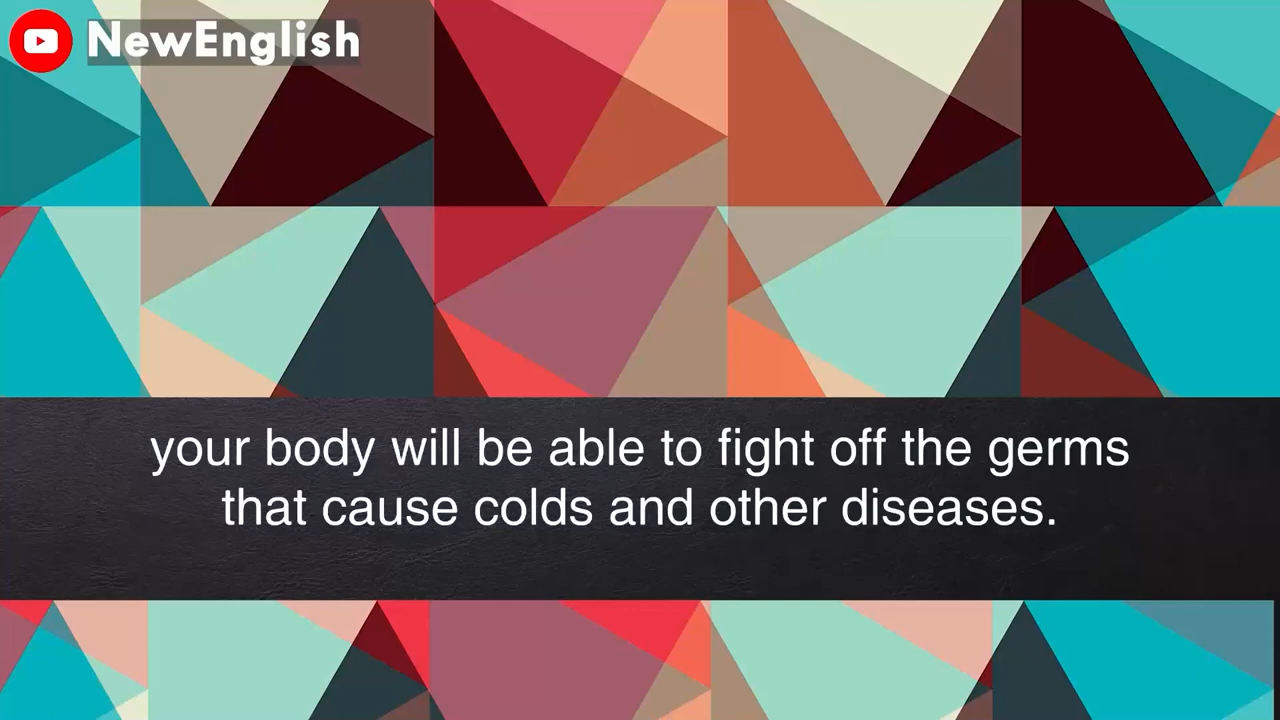 NewEnglish
your body will be able to fight off the germs
that cause colds and other diseases.